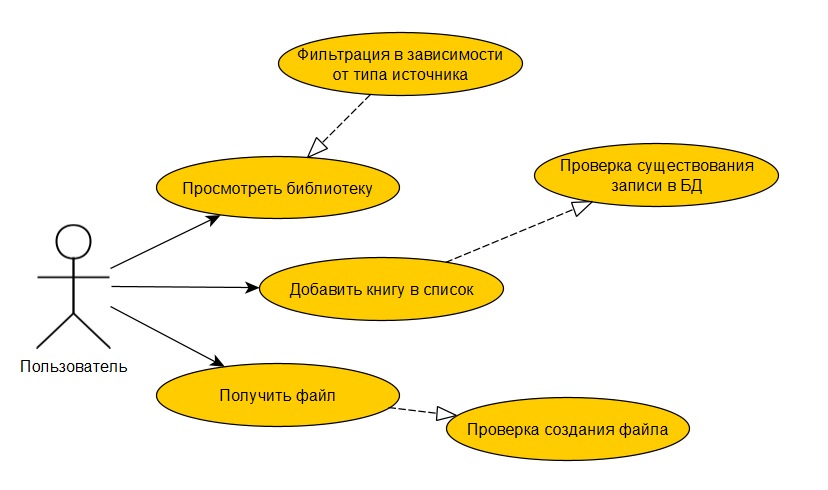 Фильтрация в зависимости
от типа источника
Проверка существования
записи в БД
Просмотреть библиотеку
Добавить книгу в список
Пользователь
Получить файл
Проверка создания файла